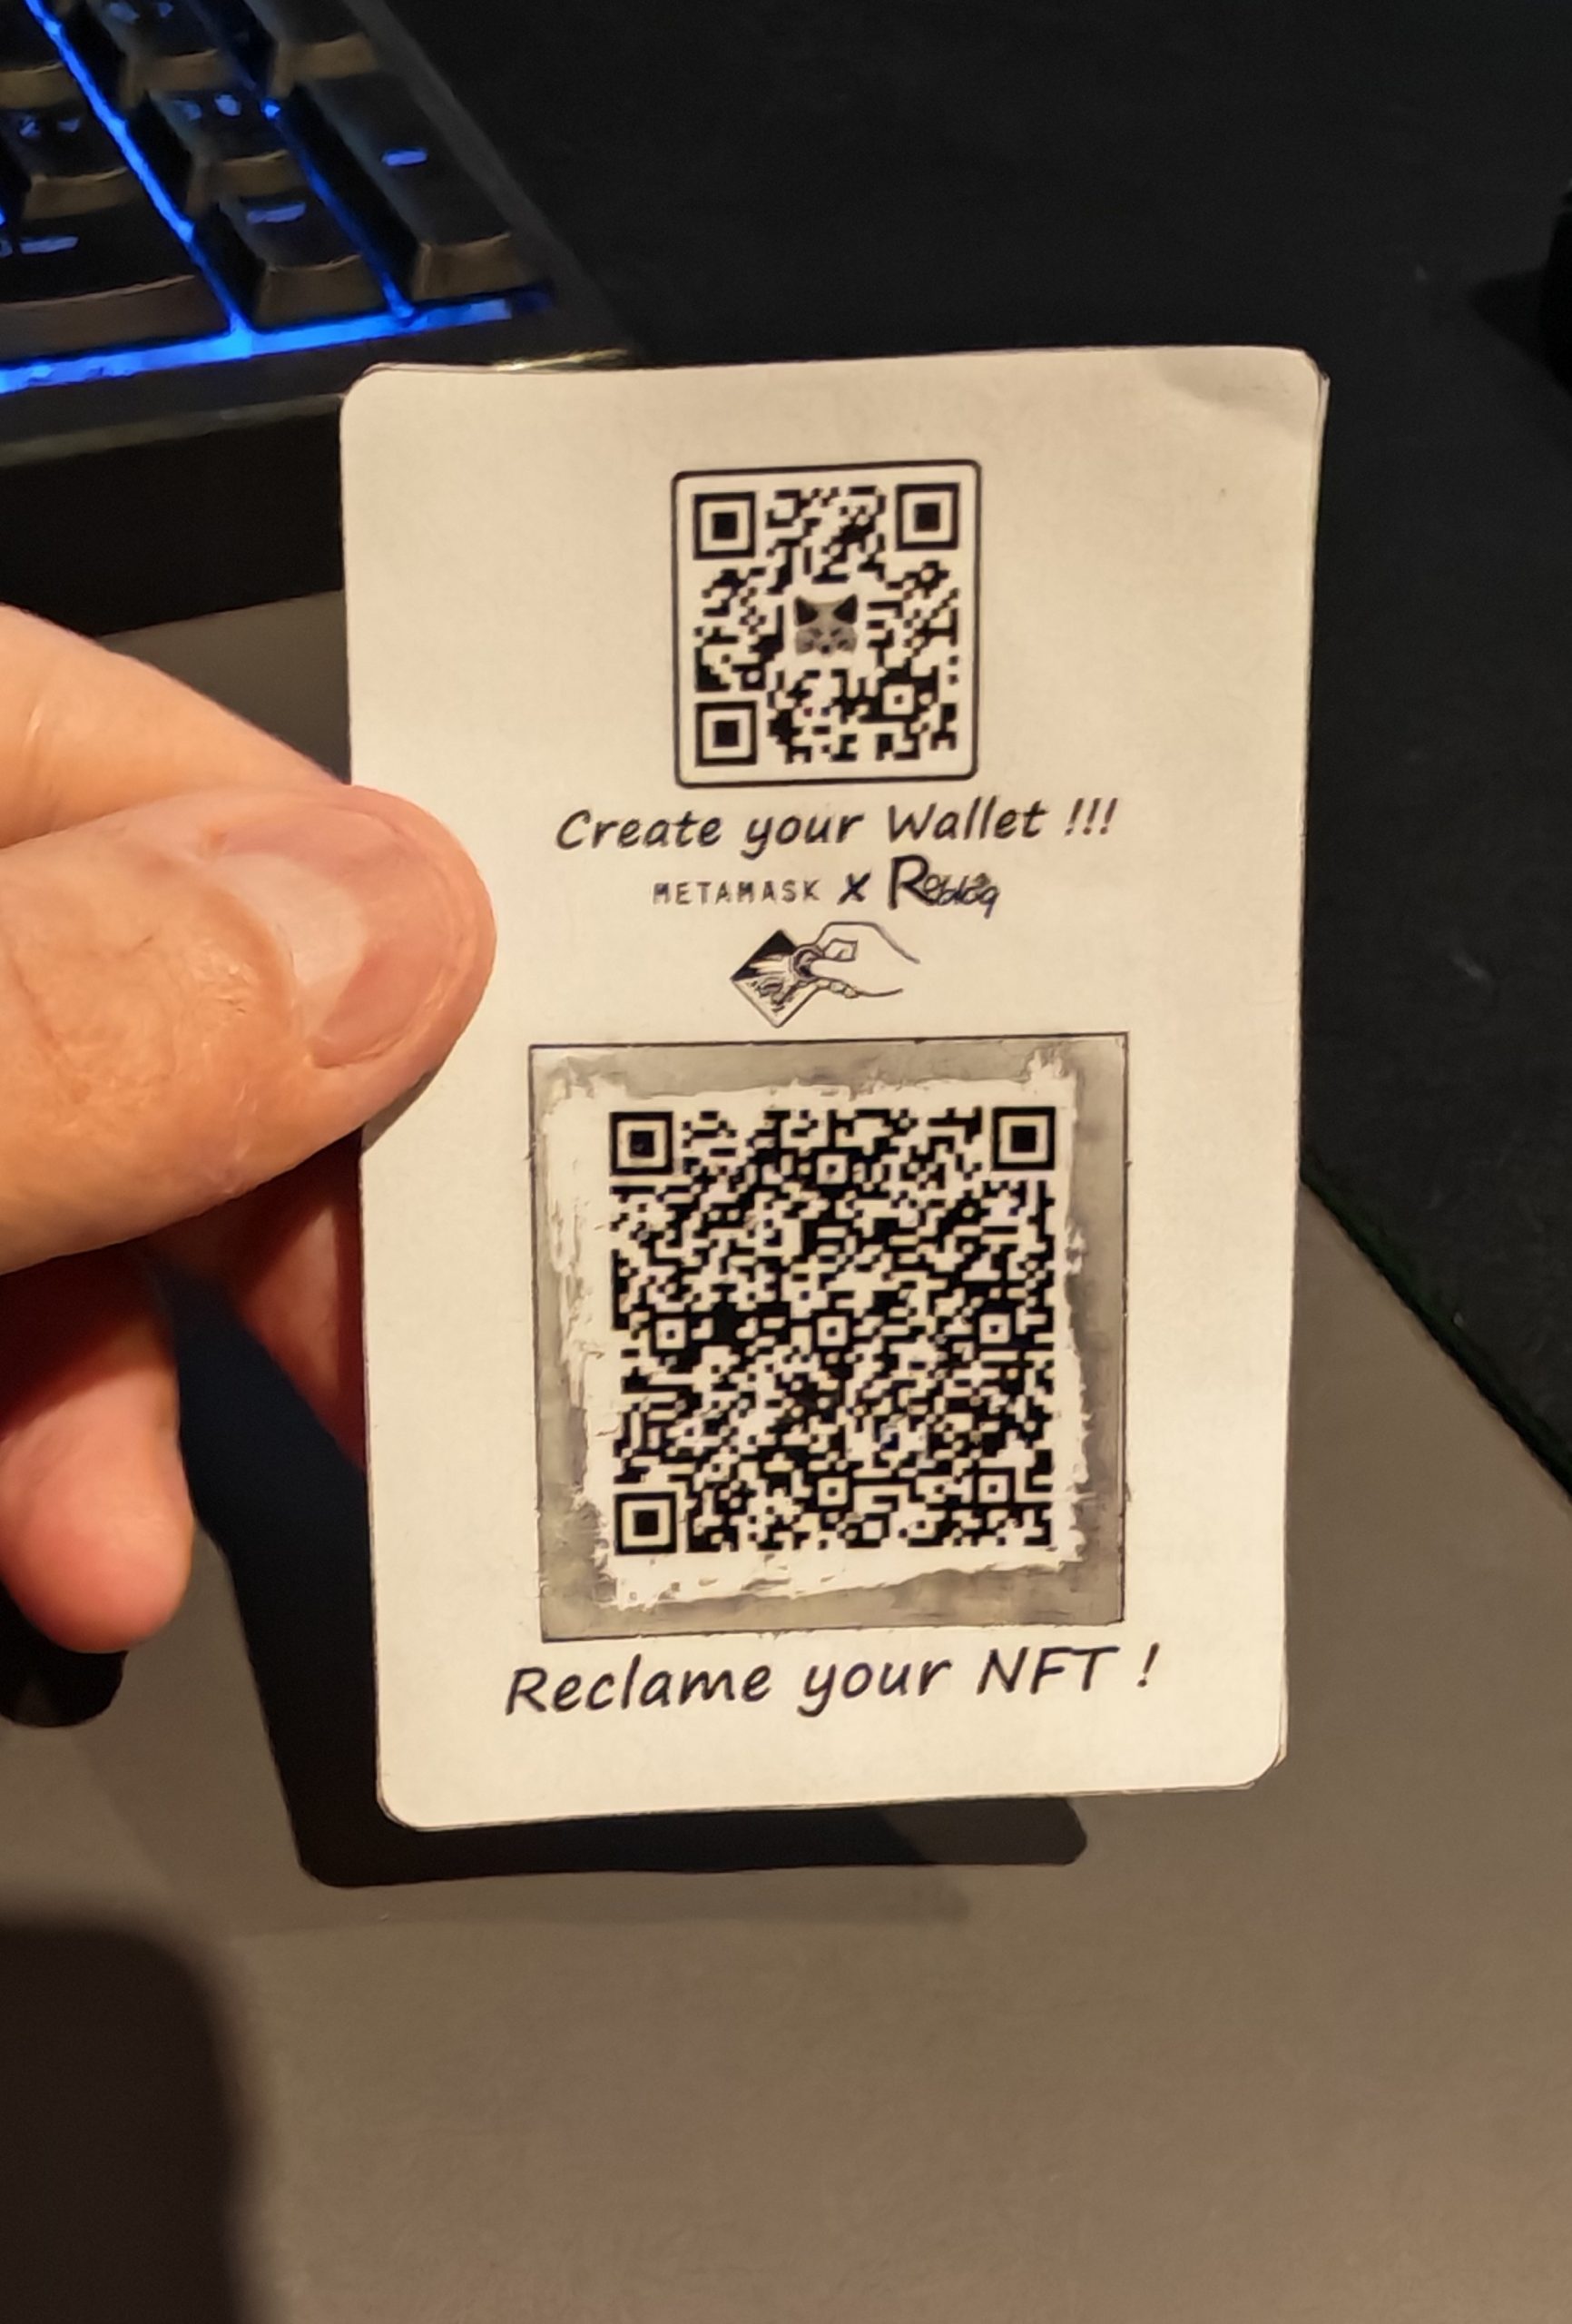 Create your Wallet !!!
METAMASK X
Reclame your NFT !